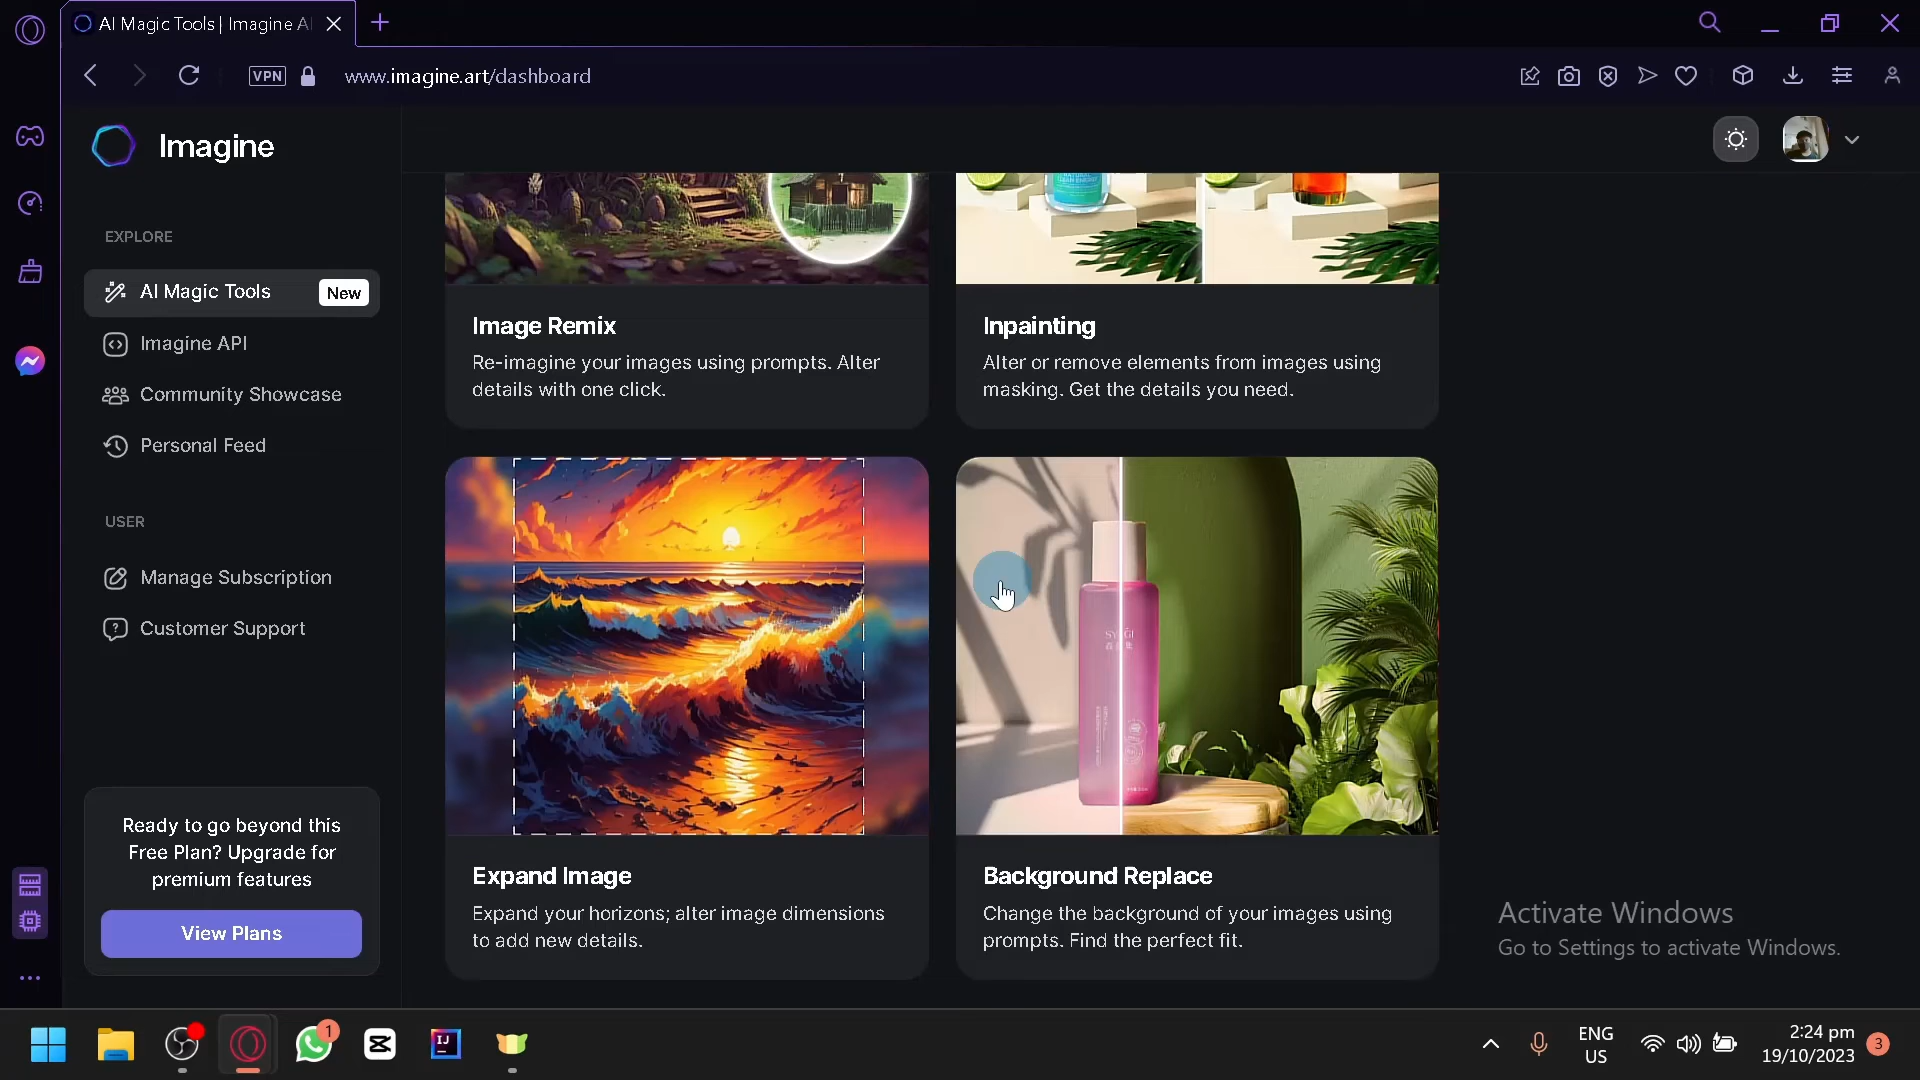 AI Magic Tools | Imagine AI
VPN
www.imagine.art/dashboard
Imagine
EXPLORE
AI Magic Tools
New
Imagine API
Community Showcase
Personal Feed
USER
Manage Subscription
Customer Support
Ready to go beyond this
Free Plan? Upgrade for
premium features
View Plans
Image Remix
Re-imagine your images using prompts. Alter
details with one click.
Inpainting
Alter or remove elements from images using
masking. Get the details you need.
Expand Image
Expand your horizons; alter image dimensions
to add new details.
Background Replace
Change the background of your images using
prompts. Find the perfect fit.
Activate Windows
Go to Settings to activate Windows.
1
IJ
ENG
US
2:24 pm
19/10/2023
3